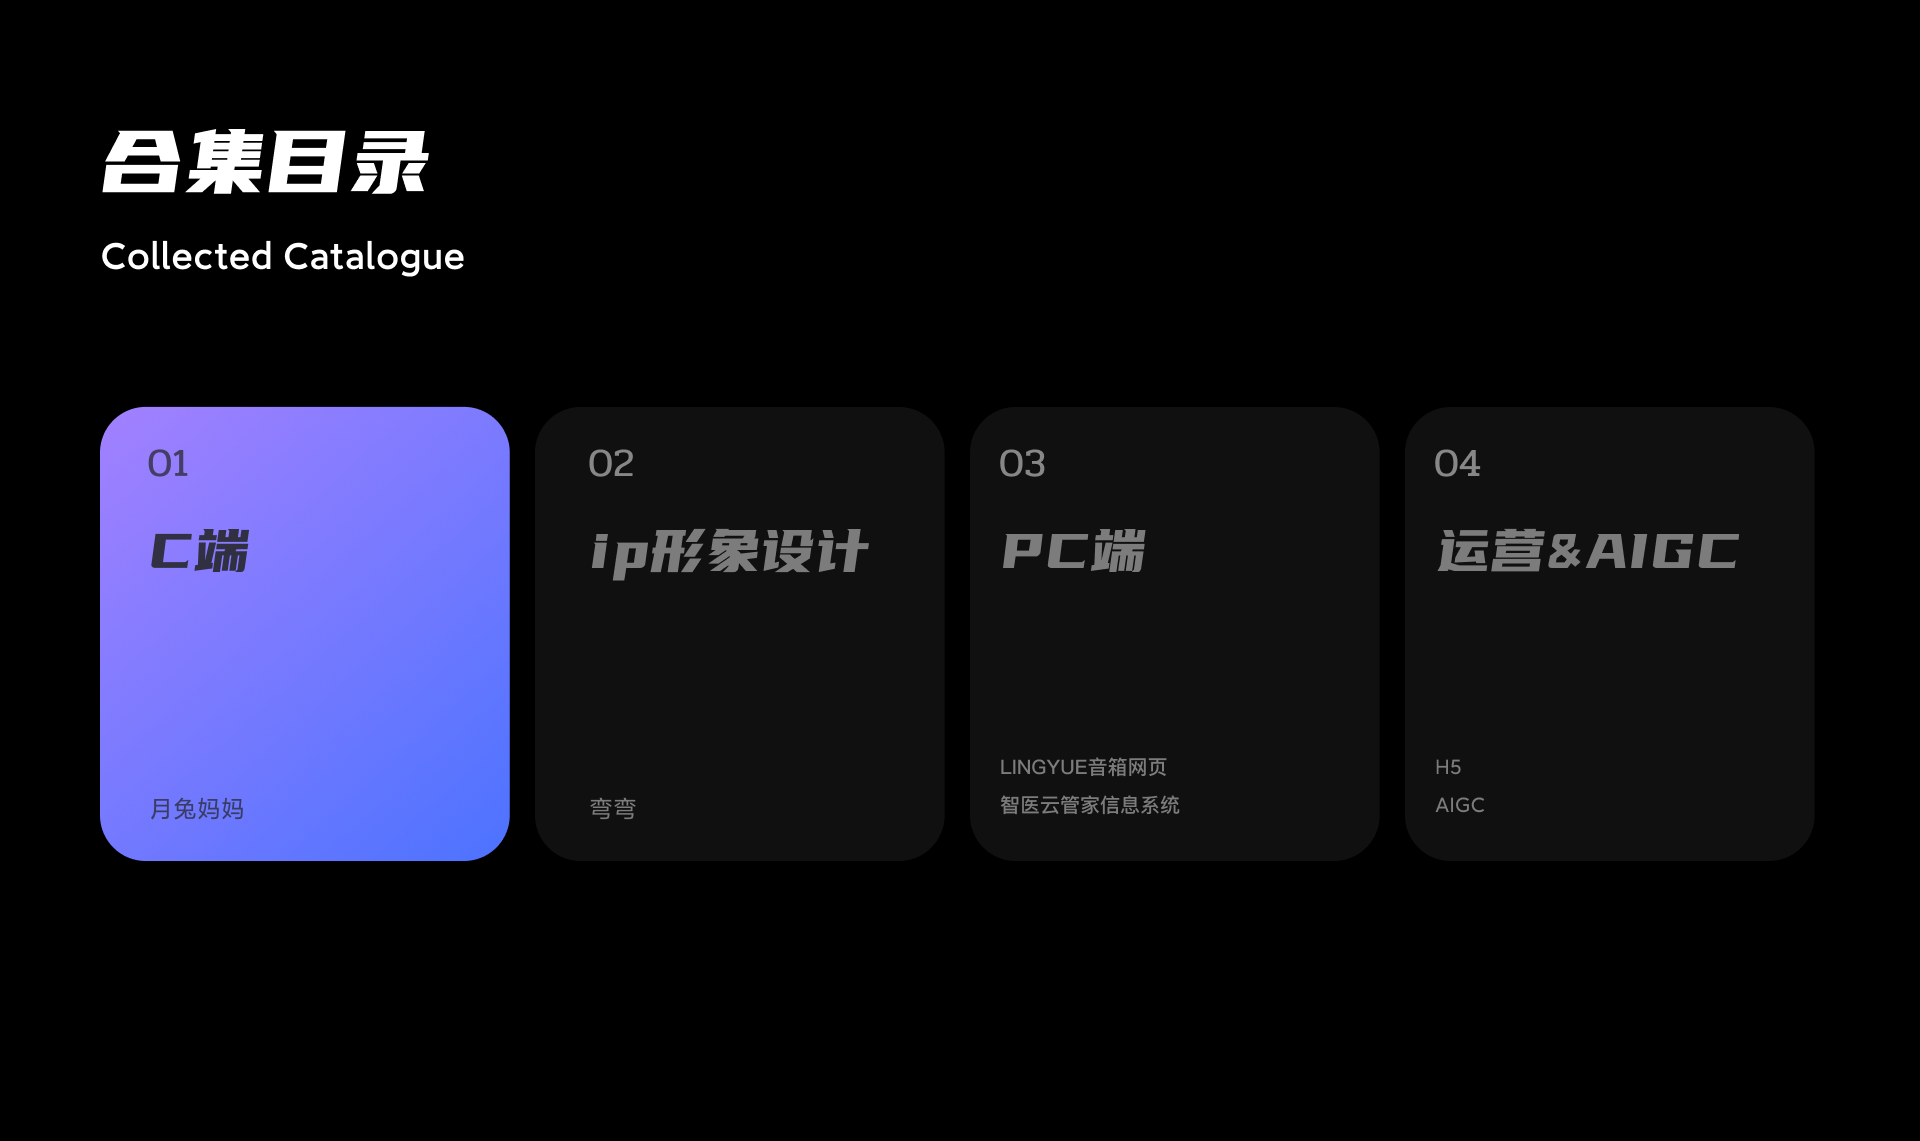 合集目录
Collected Catalogue
01
C端
月兔妈妈
02
ip形象设计
弯弯
03
PC端
LINGYUE音箱网页
智医云管家信息系统
04
运营&AIGC
H5
AIGC